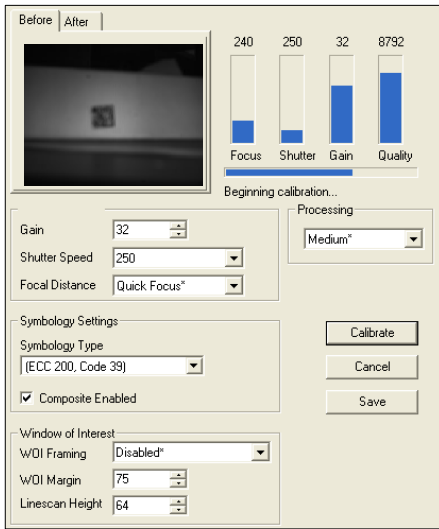 Before After
240 250 32 8792
Focus Shutter Gain Quality
Beginning calibration...
Gain 32
Shutter Speed 250
Focal Distance Quick Focus*
Processing
Medium*
Symbology Settings
Symbology Type
(ECC 200, Code 39)
Composite Enabled
Calibrate
Cancel
Save
Window of Interest
WOI Framing Disabled*
WOI Margin 75
Linescan Height 64